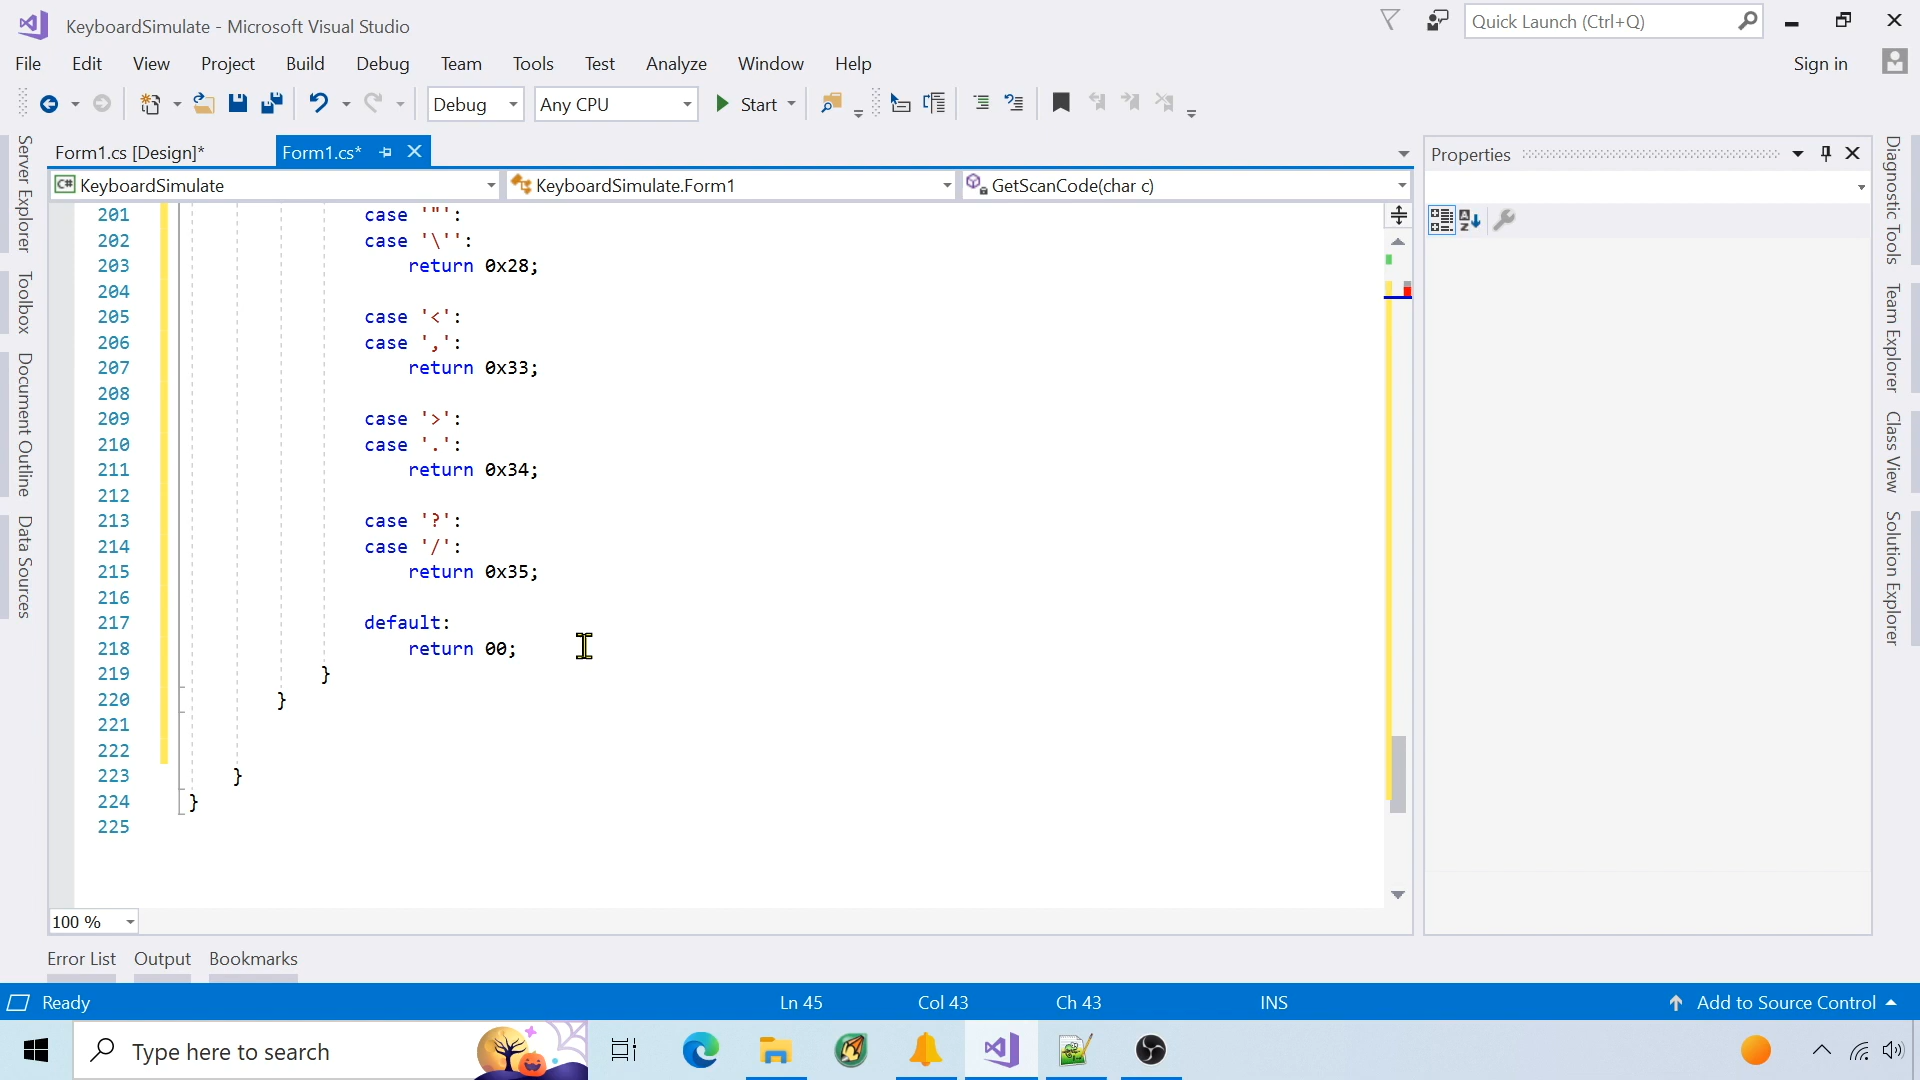 KeyboardSimulate - Microsoft Visual Studio
Quick Launch (Ctrl+Q)
File Edit View Project Build Debug Team Tools Test Analyze Window Help
Sign in
Debug
Any CPU
Start
Form1.cs [Design]*
Form1.cs*
KeyboardSimulate
KeyboardSimulate.Form1
GetScanCode(char c)
201 case '"':
202 case '\'':
203 return 0x28;
204
205 case '<':
206 case ',':
207 return 0x33;
208
209 case '>':
210 case '.':
211 return 0x34;
212
213 case '?':
214 case '/':
215 return 0x35;
216
217 default:
218 return 00;
219 }
220 }
221
222
223 }
224 }
225
100 %
Server Explorer
Toolbox
Document Outline
Data Sources
Properties
Diagnostic Tools
Team Explorer
Class View
Solution Explorer
Error List Output Bookmarks
Ready
Ln 45
Col 43
Ch 43
INS
Add to Source Control
Type here to search